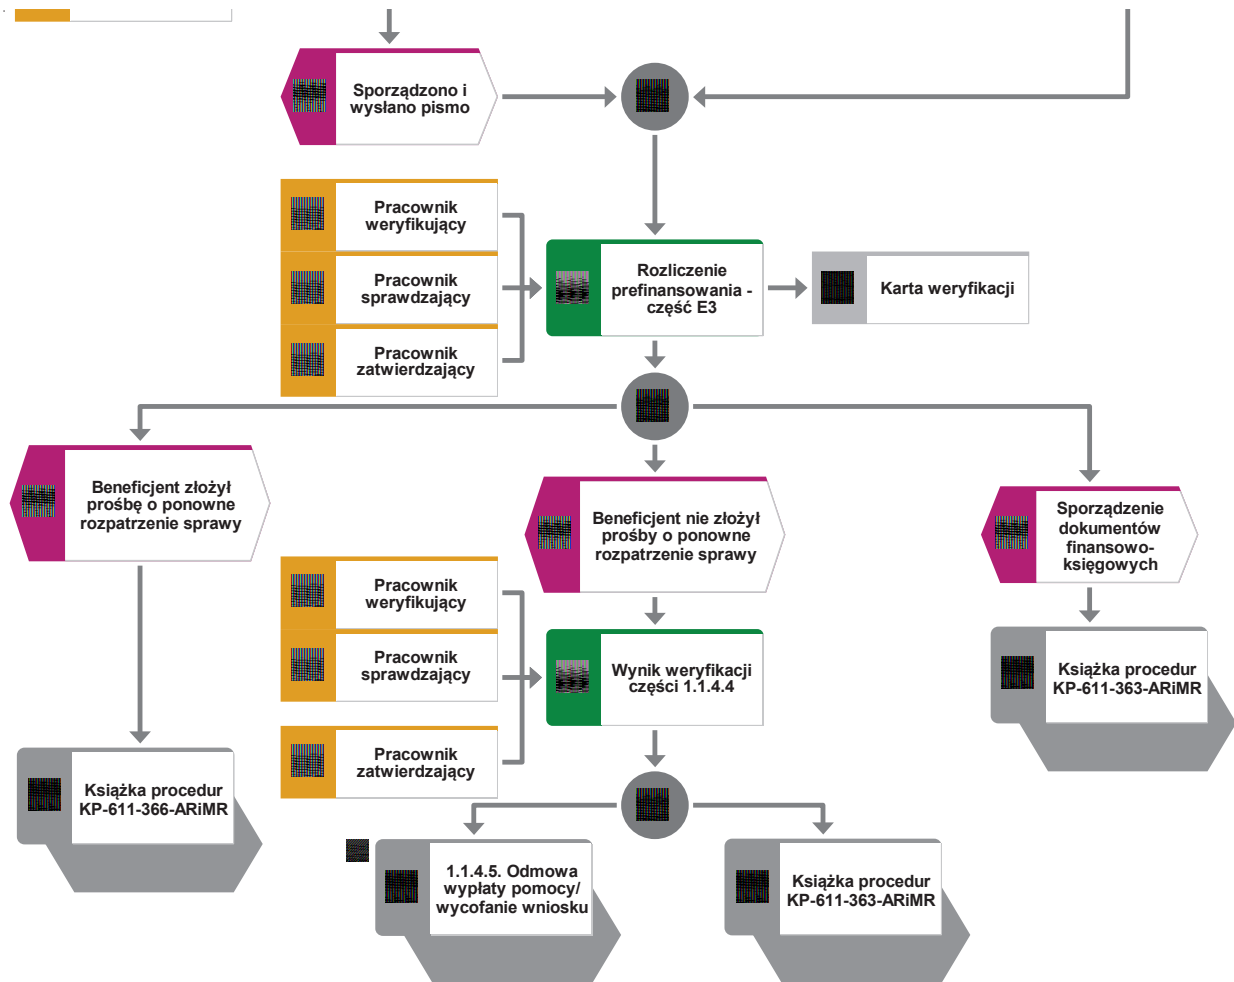 Sporządzono i
wysłano pismo
Pracownik
weryfikujący
Pracownik
sprawdzający
Pracownik
zatwierdzający
Rozliczenie
prefinansowania -
część E3
Karta weryfikacji
Beneficjent złożył
prośbę o ponowne
rozpatrzenie sprawy
Beneficjent nie złożył
prośby o ponowne
rozpatrzenie sprawy
Sporządzenie
dokumentów
finansowo-
księgowych
Pracownik
weryfikujący
Pracownik
sprawdzający
Pracownik
zatwierdzający
Wynik weryfikacji
części 1.1.4.4
Książka procedur
KP-611-363-ARiMR
Książka procedur
KP-611-366-ARiMR
1.1.4.5. Odmowa
wypłaty pomocy/
wycofanie wniosku
Książka procedur
KP-611-363-ARiMR